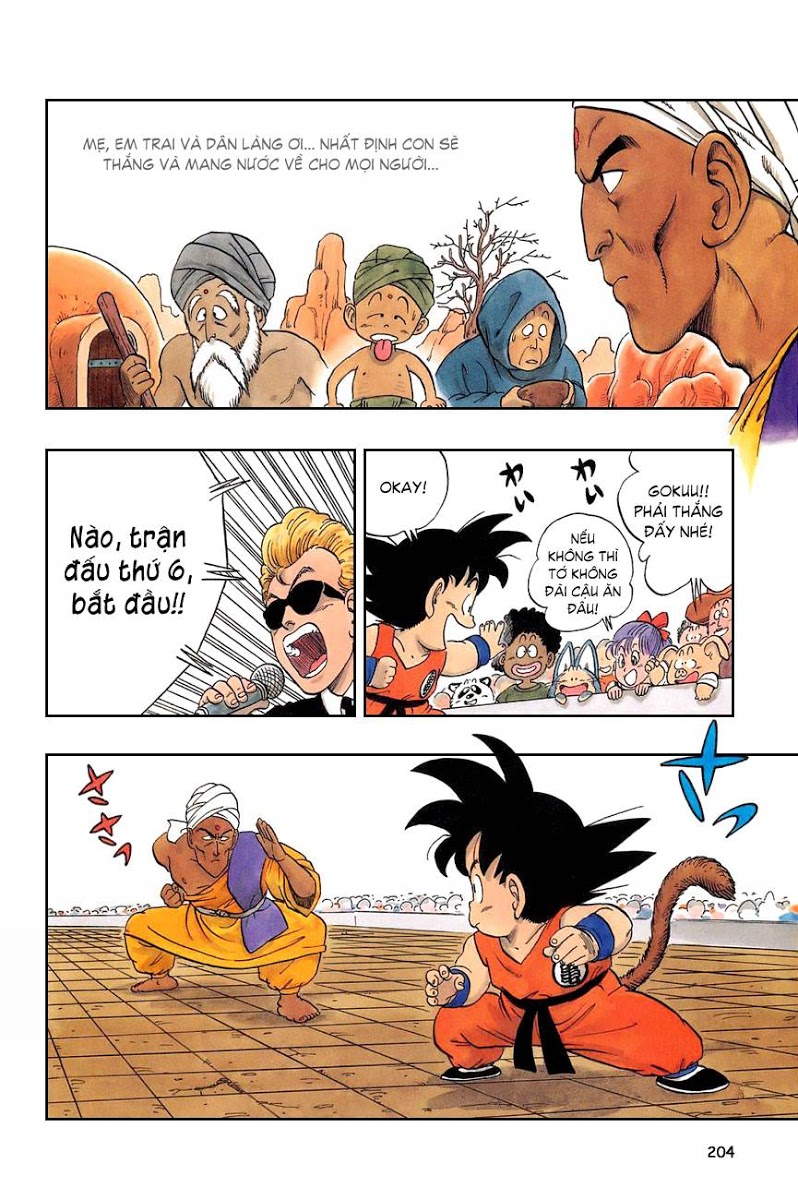 MẸ, EM TRAI VÀ DÂN LÀNG ƠI... NHẤT ĐỊNH CON SẼ
THẮNG VÀ MANG NƯỚC VỀ CHO MỌI NGƯỜI...
GOKUU!!
PHẢI THẮNG
ĐẤY NHÉ!
NẾU
KHÔNG THÌ
TỚ KHÔNG
ĐÃI CẬU ĂN
ĐÂU!
わい
わい
OKAY!
Nào, trận
đấu thứ 6,
bắt đầu!!
サッ
204